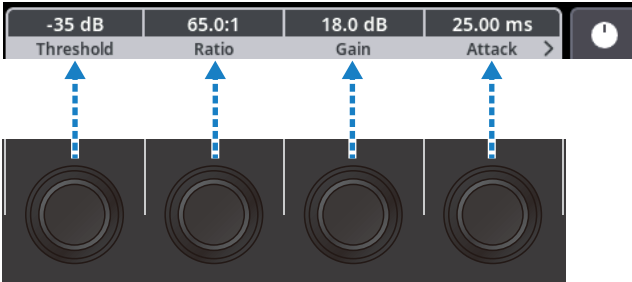 -35 dB 65.0:1 18.0 dB 25.00 ms
Threshold Ratio Gain Attack